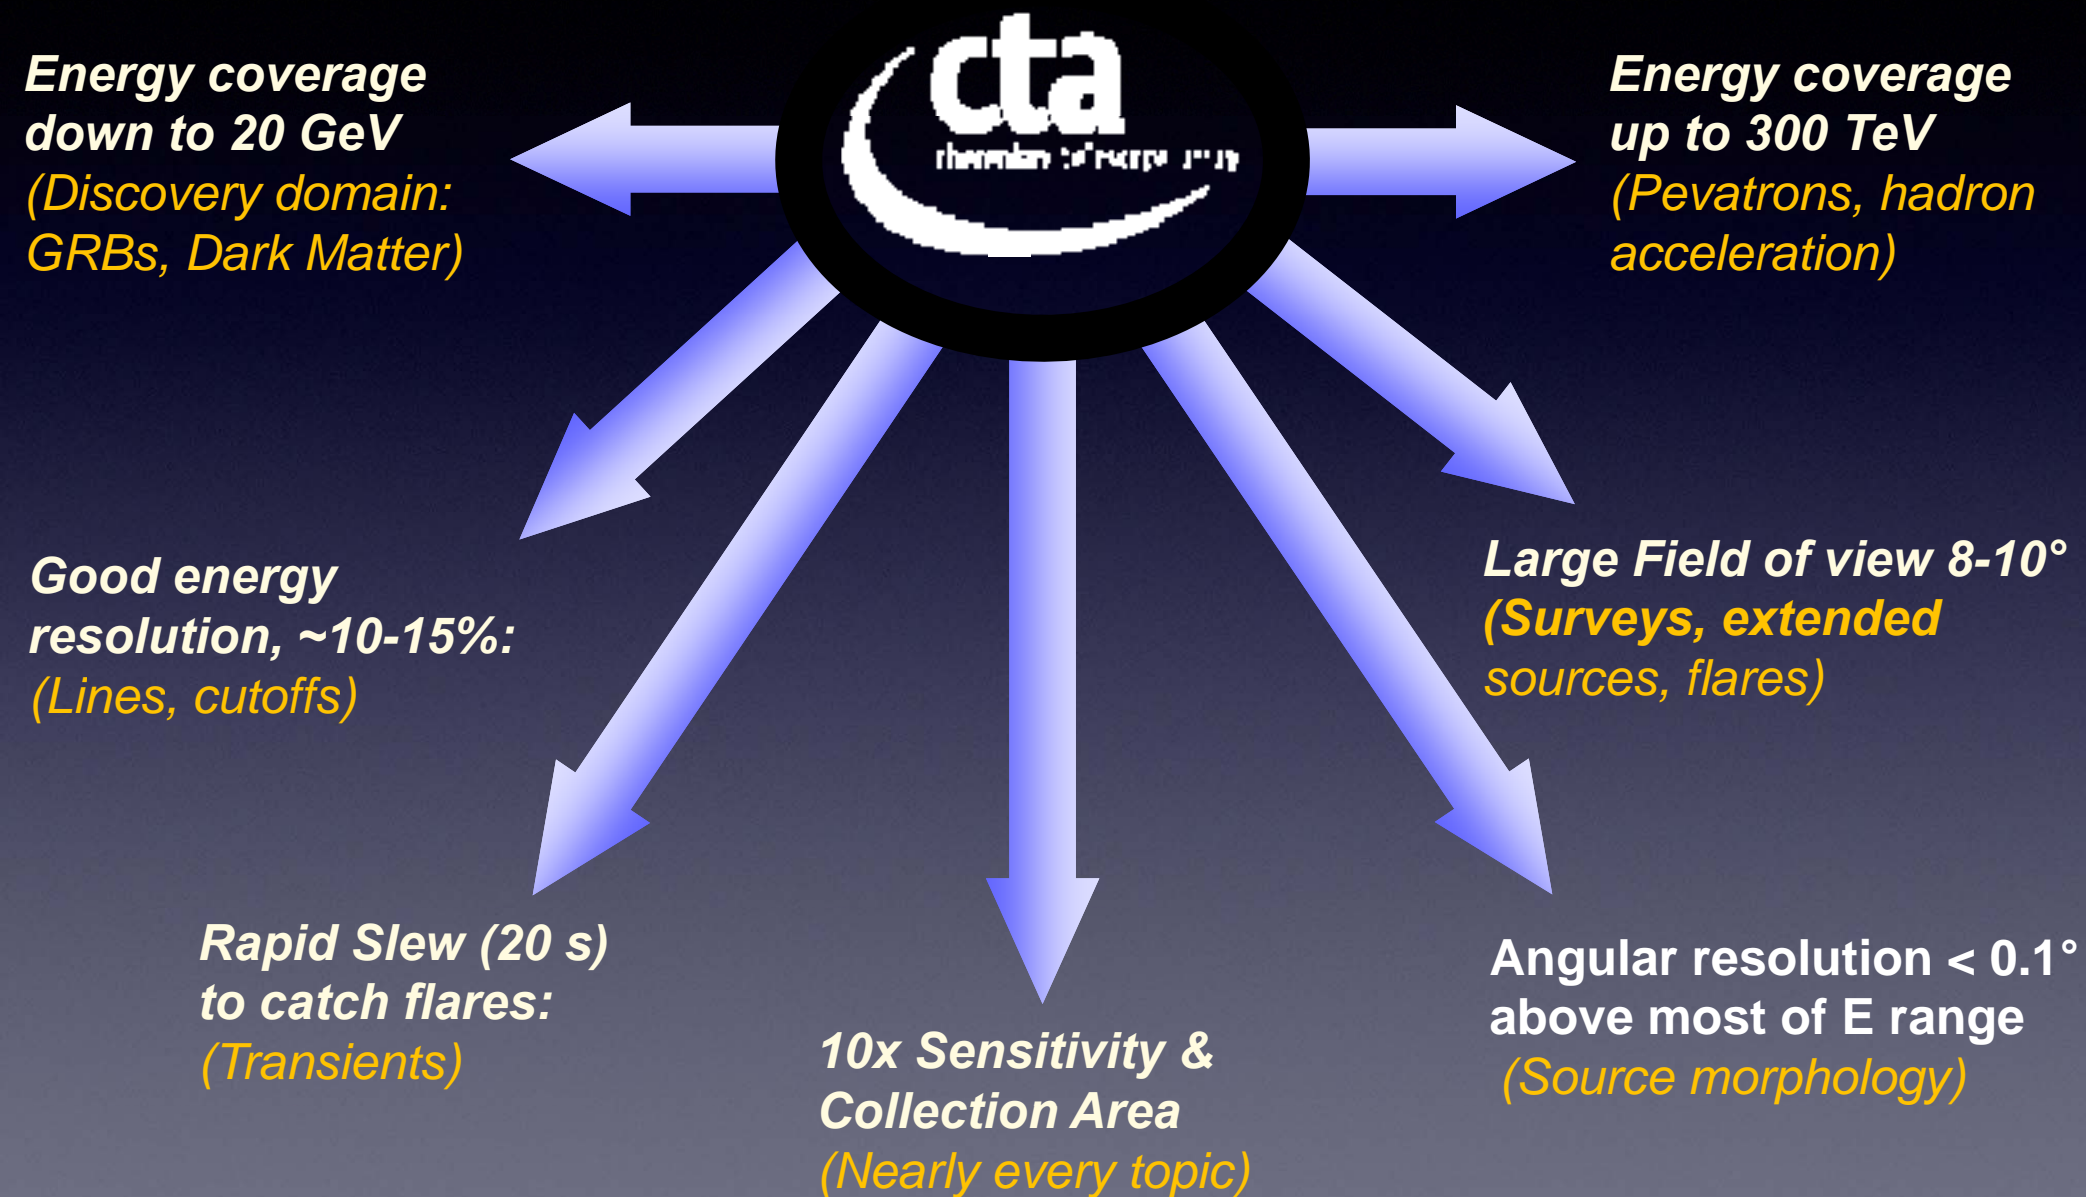 cta
Energy coverage
down to 20 GeV
(Discovery domain:
GRBs, Dark Matter)
Energy coverage
up to 300 TeV
(Pevatrons, hadron
acceleration)
Good energy
resolution, ~10-15%:
(Lines, cutoffs)
Large Field of view 8-10°
(Surveys, extended
sources, flares)
Rapid Slew (20 s)
to catch flares:
(Transients)
10x Sensitivity &
Collection Area
(Nearly every topic)
Angular resolution < 0.1°
above most of E range
(Source morphology)